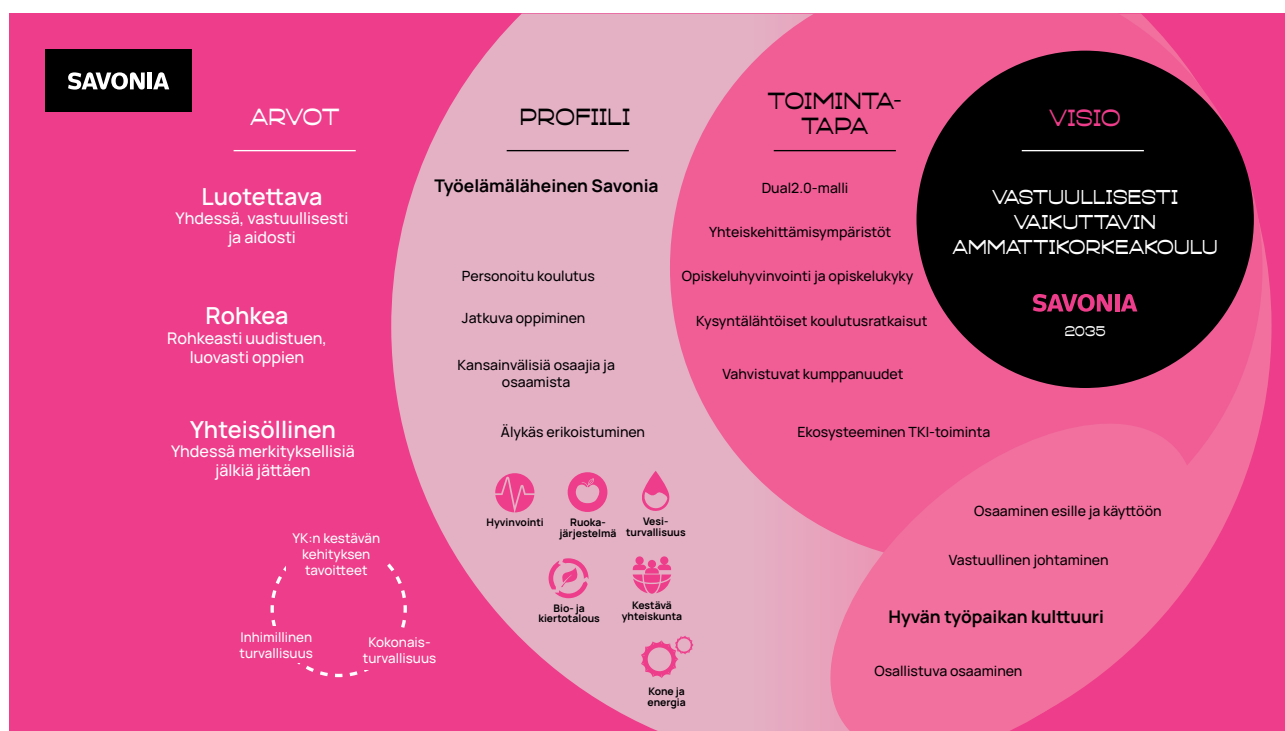 SAVONIA
ARVOT
Luotettava
Yhdessä, vastuullisesti
ja aidosti
Rohkea
Rohkeasti uudistuen,
luovasti oppien
Yhteisöllinen
Yhdessä merkityksellisiä
jälkiä jättäen
YK:n kestävän
kehityksen
tavoitteet
Inhimillinen
turvallisuus
Kokonais-
turvallisuus
PROFIILI
Työelämäläheinen Savonia
Personoitu koulutus
Jatkuva oppiminen
Kansainvälisiä osaajia ja
osaamista
Älykäs erikoistuminen
Hyvinvointi
Ruoka-
järjestelmä
Vesi-
turvallisuus
Bio- ja
kiertotalous
Kestävä
yhteiskunta
Kone ja
energia
TOIMINTA-
TAPA
Dual2.0-malli
Yhteiskehittämisympäristöt
Opiskeluhyvinvointi ja opiskelukyky
Kysyntälähtöiset koulutusratkaisut
Vahvistuvat kumppanuudet
Ekosysteeminen TKI-toiminta
Osaaminen esille ja käyttöön
Vastuullinen johtaminen
Hyvän työpaikan kulttuuri
Osallistuva osaaminen
VISIO
VASTUULLISESTI
VAIKUTTAVIN
AMMATTIKORKEAKOULU
SAVONIA
2035